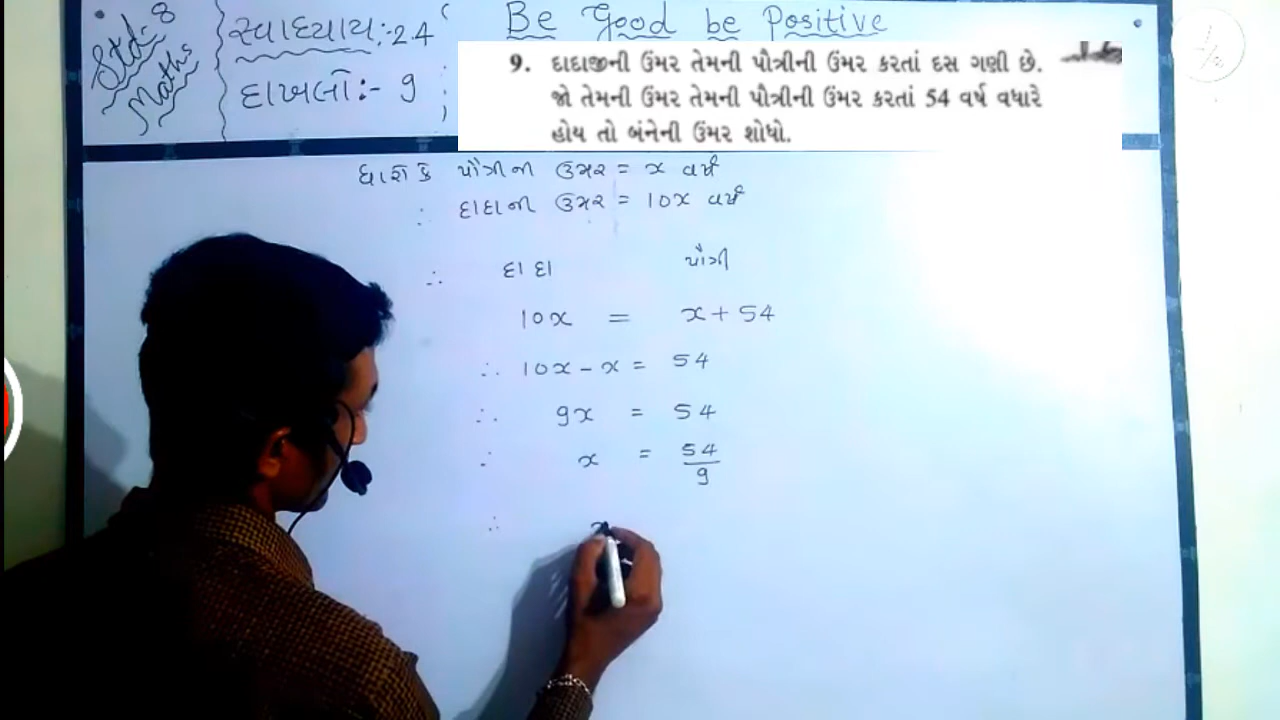 Std-8
Maths
સ્વાધ્યાય:-2.4
દાખલો:- 9
Be Good be Positive
9. દાદાજીની ઉંમર તેમની પૌત્રીની ઉંમર કરતાં દસ ગણી છે.
જો તેમની ઉંમર તેમની પૌત્રીની ઉંમર કરતાં 54 વર્ષ વધારે
હોય તો બંનેની ઉંમર શોધો.
ધારો કે પૌત્રીની ઉંમર = x વર્ષ
∴ દાદાની ઉંમર = 10x વર્ષ
∴ દાદા પૌત્રી
10x = x + 54
∴ 10x - x = 54
∴ 9x = 54
∴ x = 54/9
∴